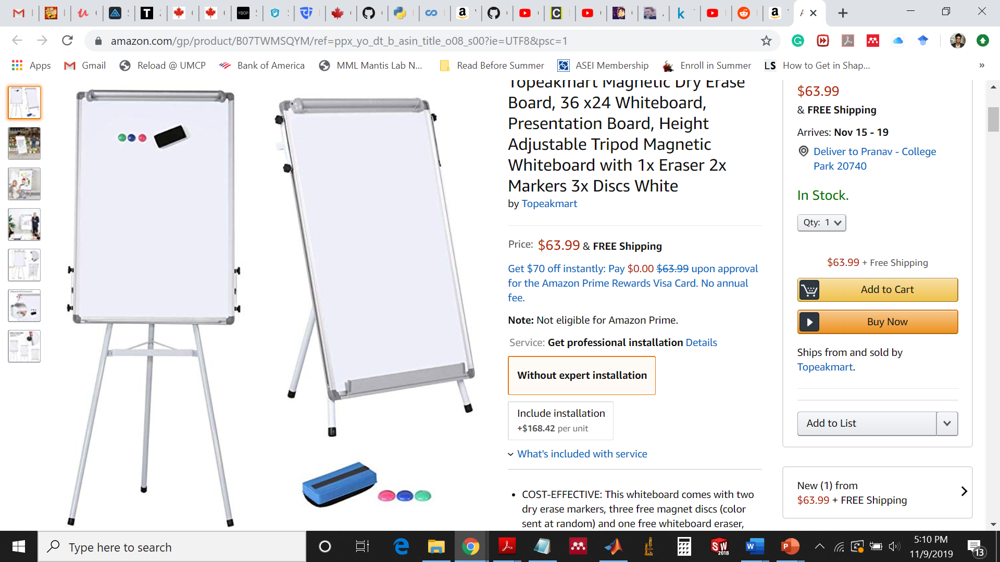 amazon.com/gp/product/B07TWMSQYM/ref=ppx_yo_dt_b_asin_title_o08_s00?ie=UTF8&psc=1
Apps
Gmail
Reload @ UMCP
Bank of America
MML Mantis Lab N...
Read Before Summer
ASEI Membership
Enroll in Summer
LS
How to Get in Shap...
»
Topeakmart Magnetic Dry Erase
Board, 36 x24 Whiteboard,
Presentation Board, Height
Adjustable Tripod Magnetic
Whiteboard with 1x Eraser 2x
Markers 3x Discs White
by Topeakmart
Price: $63.99 & FREE Shipping
Get $70 off instantly: Pay $0.00 $63.99 upon approval
for the Amazon Prime Rewards Visa Card. No annual
fee.
Note: Not eligible for Amazon Prime.
Service: Get professional installation Details
Without expert installation
Include installation
+$168.42 per unit
What's included with service
• COST-EFFECTIVE: This whiteboard comes with two
dry erase markers, three free magnet discs (color
sent at random) and one free whiteboard eraser,
$63.99
& FREE Shipping
Arrives: Nov 15 - 19
Deliver to Pranav - College
Park 20740
In Stock.
Qty: 1
$63.99 + Free Shipping
Add to Cart
Buy Now
Ships from and sold by
Topeakmart.
Add to List
New (1) from
$63.99 + FREE Shipping
Type here to search
SW
2018
5:10 PM
11/9/2019
13